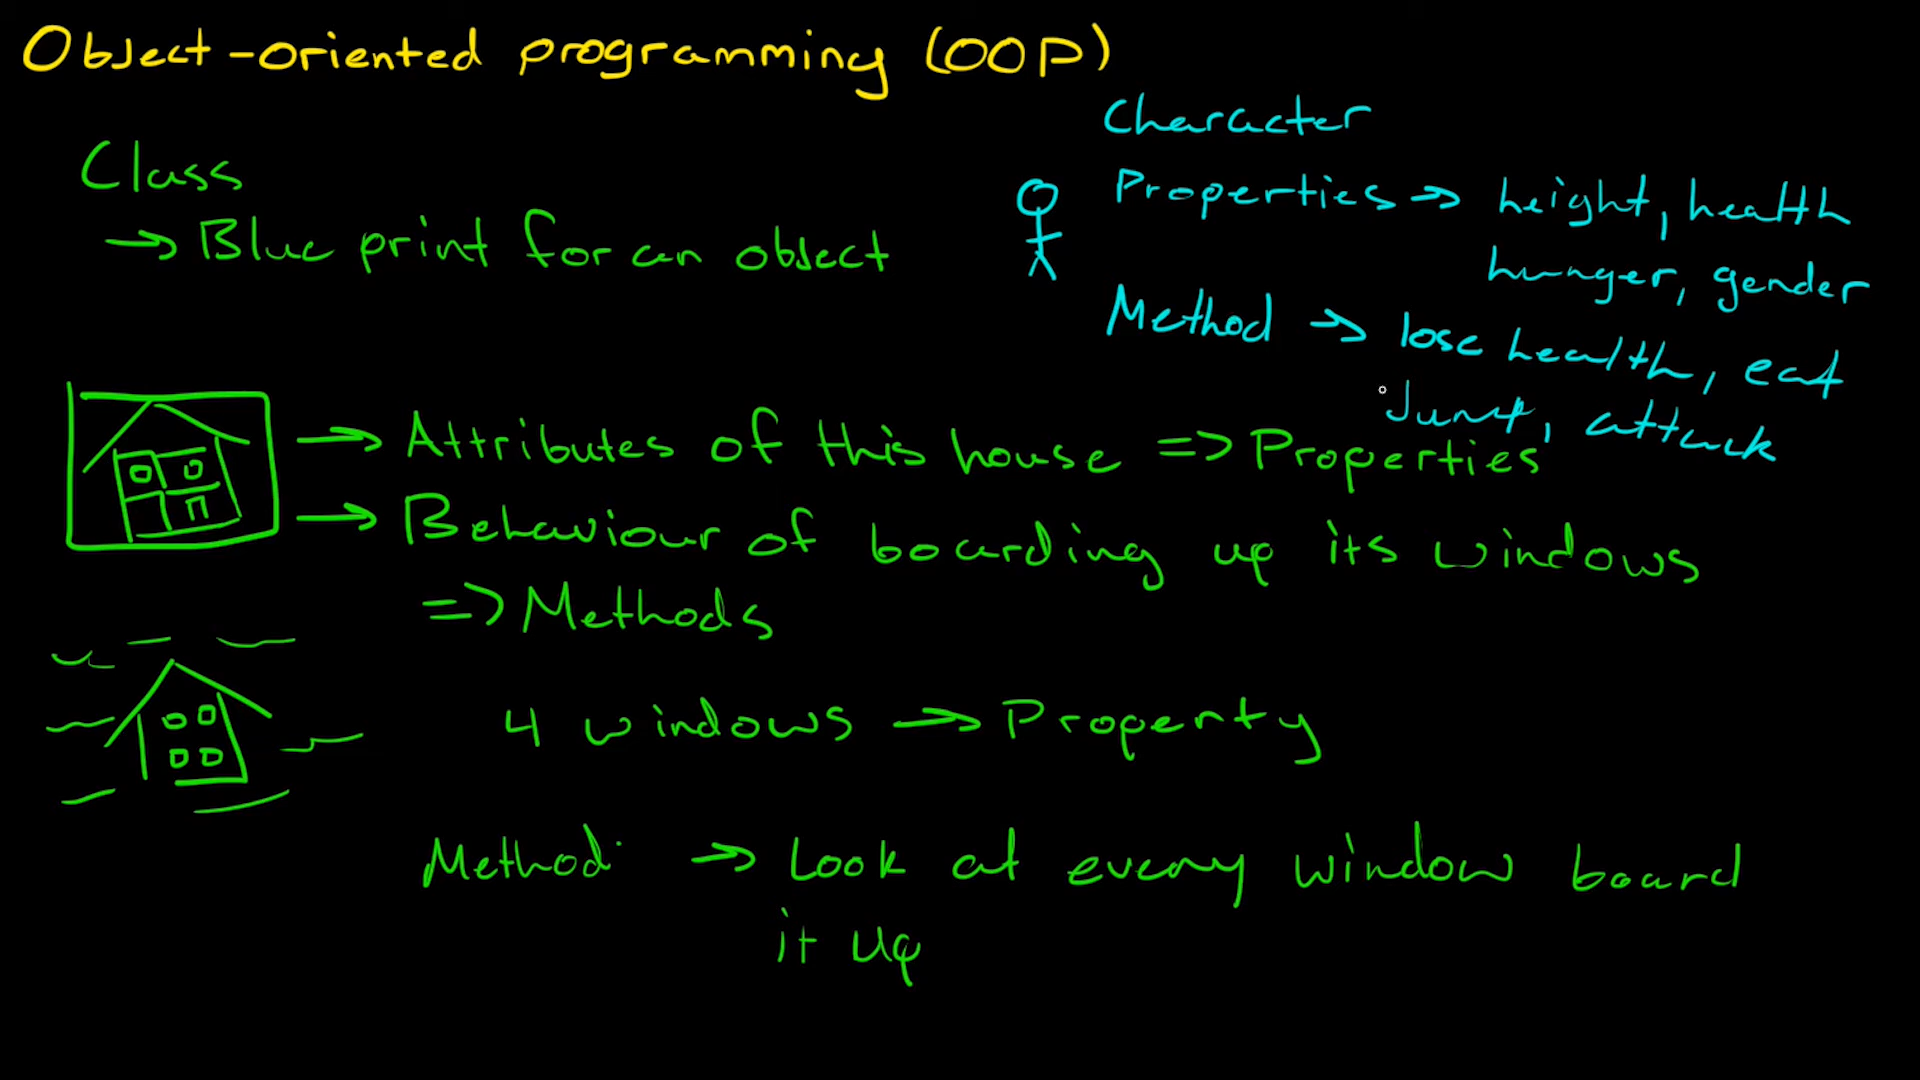 Object-oriented programming (OOP)
Class
→ Blue print for an object
Character
Properties → height, health
hunger, gender
Method → lose health, eat
Jump, attack
→ Attributes of this house => Properties
→ Behaviour of boarding up its windows
=> Methods
4 windows → Property
Method: → Look at every window board
it up